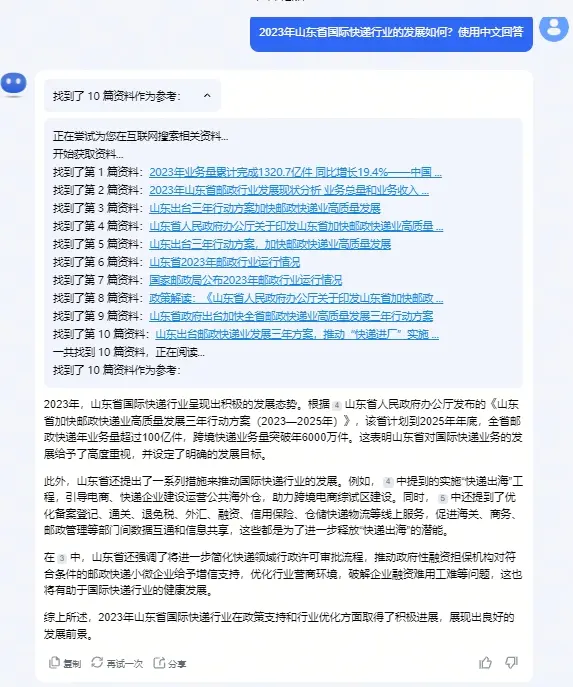 2023年山东省国际快递行业的发展如何？使用中文回答
找到了 10 篇资料作为参考：
正在尝试为您在互联网搜索相关资料...
开始获取资料...
找到了第 1 篇资料：2023年业务量累计完成1320.7亿件 同比增长19.4%——中国 ...
找到了第 2 篇资料：2023年山东省邮政行业发展现状分析 业务总量和业务收入 ...
找到了第 3 篇资料：山东出台三年行动方案加快邮政快递业高质量发展
找到了第 4 篇资料：山东省人民政府办公厅关于印发山东省加快邮政快递业高质量 ...
找到了第 5 篇资料：山东出台三年行动方案，加快邮政快递业高质量发展
找到了第 6 篇资料：山东省2023年邮政行业运行情况
找到了第 7 篇资料：国家邮政局公布2023年邮政行业运行情况
找到了第 8 篇资料：政策解读：《山东省人民政府办公厅关于印发山东省加快邮政 ...
找到了第 9 篇资料：山东省政府出台加快全省邮政快递业高质量发展三年行动方案
找到了第 10 篇资料：山东出台邮政快递业发展三年方案，推动“快递进厂”实施 ...
一共找到 10 篇资料，正在阅读...
找到了 10 篇资料作为参考：
2023年，山东省国际快递行业呈现出积极的发展态势。根据 4 山东省人民政府办公厅发布的《山东
省加快邮政快递业高质量发展三年行动方案（2023—2025年）》，该省计划到2025年年底，全省邮
政快递年业务量超过100亿件，跨境快递业务量突破年6000万件。这表明山东省对国际快递业务的发
展给予了高度重视，并设定了明确的发展目标。
此外，山东省还提出了一系列措施来推动国际快递行业的发展。例如， 4 中提到的实施“快递出海”工
程，引导电商、快递企业建设运营公共海外仓，助力跨境电商综试区建设。同时， 5 中还提到了优
化备案登记、通关、退免税、外汇、融资、信用保险、仓储快递物流等线上服务，促进海关、商务、
邮政管理等部门间数据互通和信息共享，这些都是为了进一步释放“快递出海”的潜能。
在 3 中，山东省还强调了将进一步简化快递领域行政许可审批流程，推动政府性融资担保机构对符
合条件的邮政快递小微企业给予增信支持，优化行业营商环境，破解企业融资难用工难等问题，这也
将有助于国际快递行业的健康发展。
综上所述，2023年山东省国际快递行业在政策支持和行业优化方面取得了积极进展，展现出良好的
发展前景。
复制 再试一次 分享